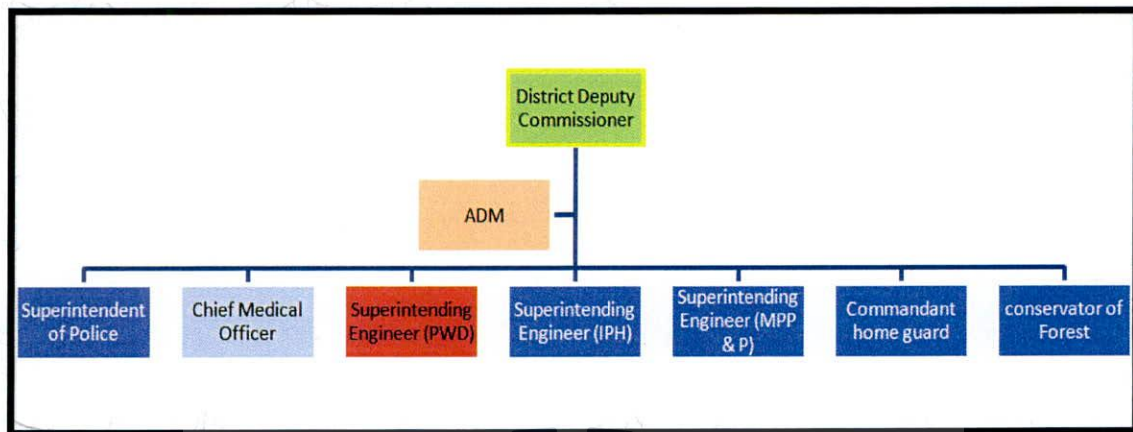 District Deputy
Commissioner
ADM
Superintendent
of Police
Chief Medical
Officer
Superintending
Engineer (PWD)
Superintending
Engineer (IPH)
Superintending
Engineer (MPP
& P)
Commandant
home guard
conservator of
Forest